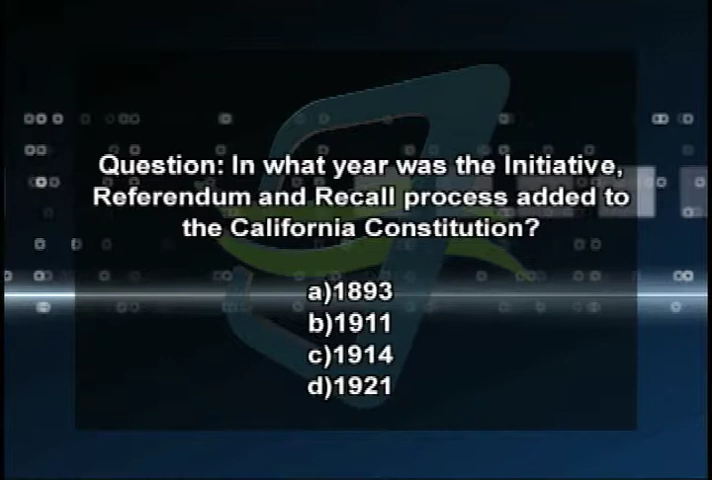 Question: In what year was the Initiative,
Referendum and Recall process added to
the California Constitution?
a)1893
b)1911
c)1914
d)1921